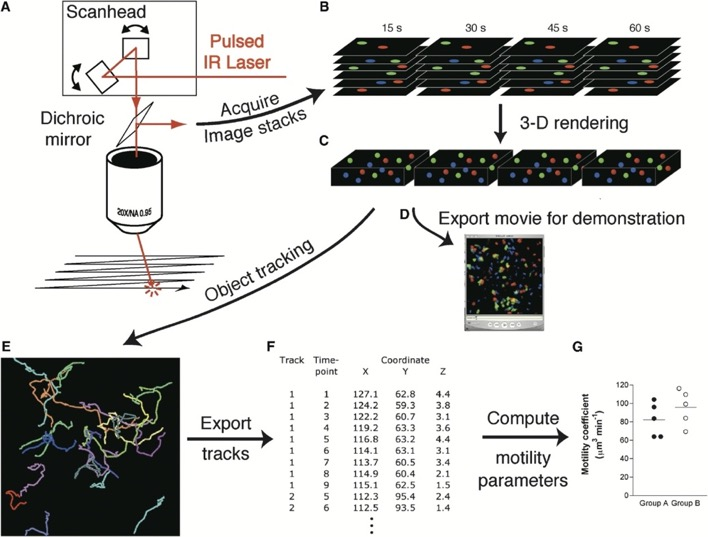 A
Scanhead
Pulsed
IR Laser
Dichroic
mirror
20X/NA 0.95
Acquire
Image stacks
B
15 s 30 s 45 s 60 s
3-D rendering
C
D
Export movie for demonstration
Object tracking
E
Export
tracks
F
Track Time- Coordinate
point X Y Z
1 1 127.1 62.8 4.4
1 2 124.2 59.3 3.8
1 3 122.2 60.7 3.1
1 4 119.2 63.3 3.6
1 5 116.8 63.2 4.4
1 6 114.1 63.1 3.1
1 7 113.7 60.5 3.4
1 8 114.9 60.4 2.1
1 9 115.1 62.5 1.5
2 5 112.3 95.4 2.4
2 6 112.5 93.5 1.4
Compute
motility
parameters
G
Motility coefficient
(μm³ min⁻¹)
120
100
80
60
40
20
0
Group A Group B